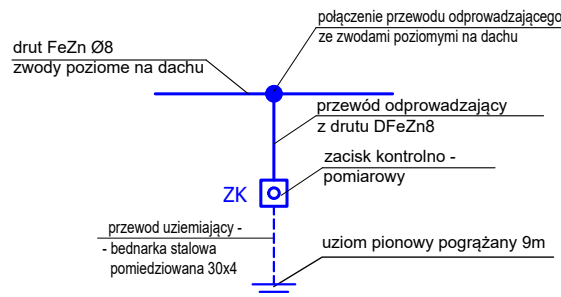 połączenie przewodu odprowadzającego
ze zwodami poziomymi na dachu
drut FeZn Ø8
zwody poziome na dachu
przewód odprowadzający
z drutu DFeZn8
zacisk kontrolno -
pomiarowy
ZK
przewod uziemiający -
- bednarka stalowa
pomiedziowana 30x4
uziom pionowy pogrążany 9m